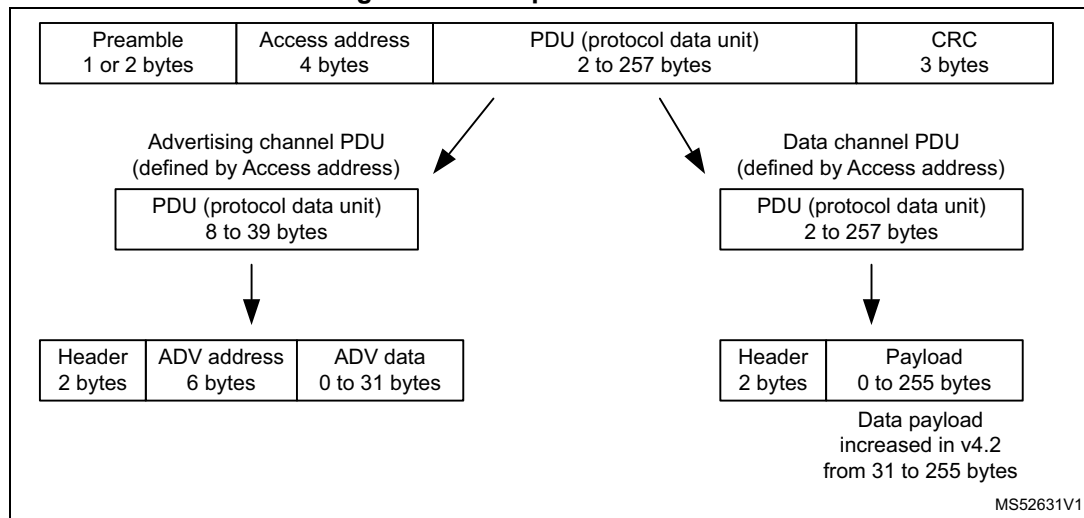 Preamble
1 or 2 bytes
Access address
4 bytes
PDU (protocol data unit)
2 to 257 bytes
CRC
3 bytes
Advertising channel PDU
(defined by Access address)
PDU (protocol data unit)
8 to 39 bytes
Header
2 bytes
ADV address
6 bytes
ADV data
0 to 31 bytes
Data channel PDU
(defined by Access address)
PDU (protocol data unit)
2 to 257 bytes
Header
2 bytes
Payload
0 to 255 bytes
Data payload
increased in v4.2
from 31 to 255 bytes
MS52631V1